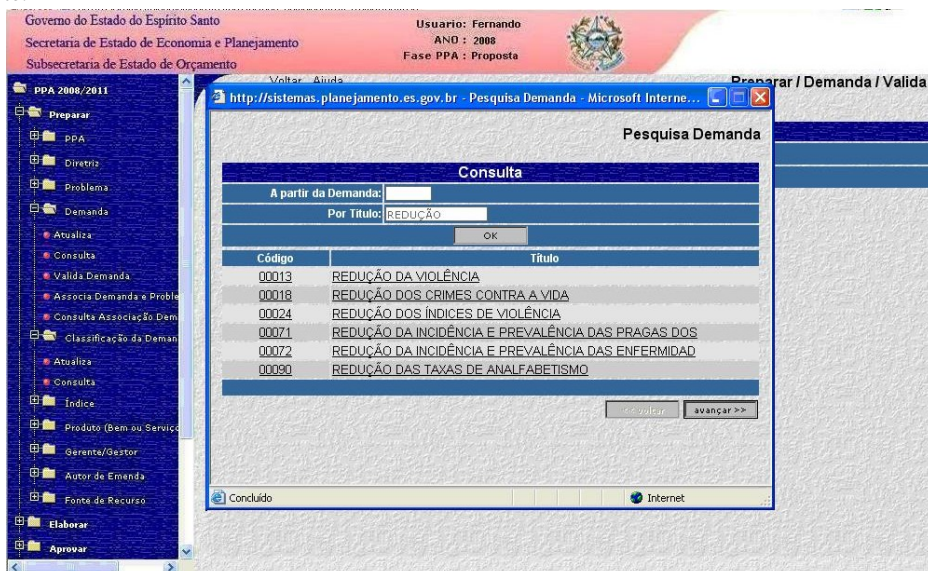 Governo do Estado do Espírito Santo
Secretaria de Estado de Economia e Planejamento
Subsecretaria de Estado de Orçamento
Usuario: Fernando
ANO : 2008
Fase PPA : Proposta
Voltar Ajuda
Preparar / Demanda / Valida
PPA 2008/2011
Preparar
PPA
Diretriz
Problema
Demanda
Atualiza
Consulta
Valida Demanda
Associa Demanda e Proble
Consulta Associação Dem
Classificação da Deman
Atualiza
Consulta
Índice
Produto (Bem ou Serviço
Gerente/Gestor
Autor de Emenda
Fonte de Recurso
Elaborar
Aprovar
http://sistemas.planejamento.es.gov.br - Pesquisa Demanda - Microsoft Interne...
Pesquisa Demanda
Consulta
A partir da Demanda:
Por Título: REDUÇÃO
OK
Código Título
00013 REDUÇÃO DA VIOLÊNCIA
00018 REDUÇÃO DOS CRIMES CONTRA A VIDA
00024 REDUÇÃO DOS ÍNDICES DE VIOLÊNCIA
00071 REDUÇÃO DA INCIDÊNCIA E PREVALÊNCIA DAS PRAGAS DOS
00072 REDUÇÃO DA INCIDÊNCIA E PREVALÊNCIA DAS ENFERMIDAD
00090 REDUÇÃO DAS TAXAS DE ANALFABETISMO
<< voltar avançar >>
Concluído Internet